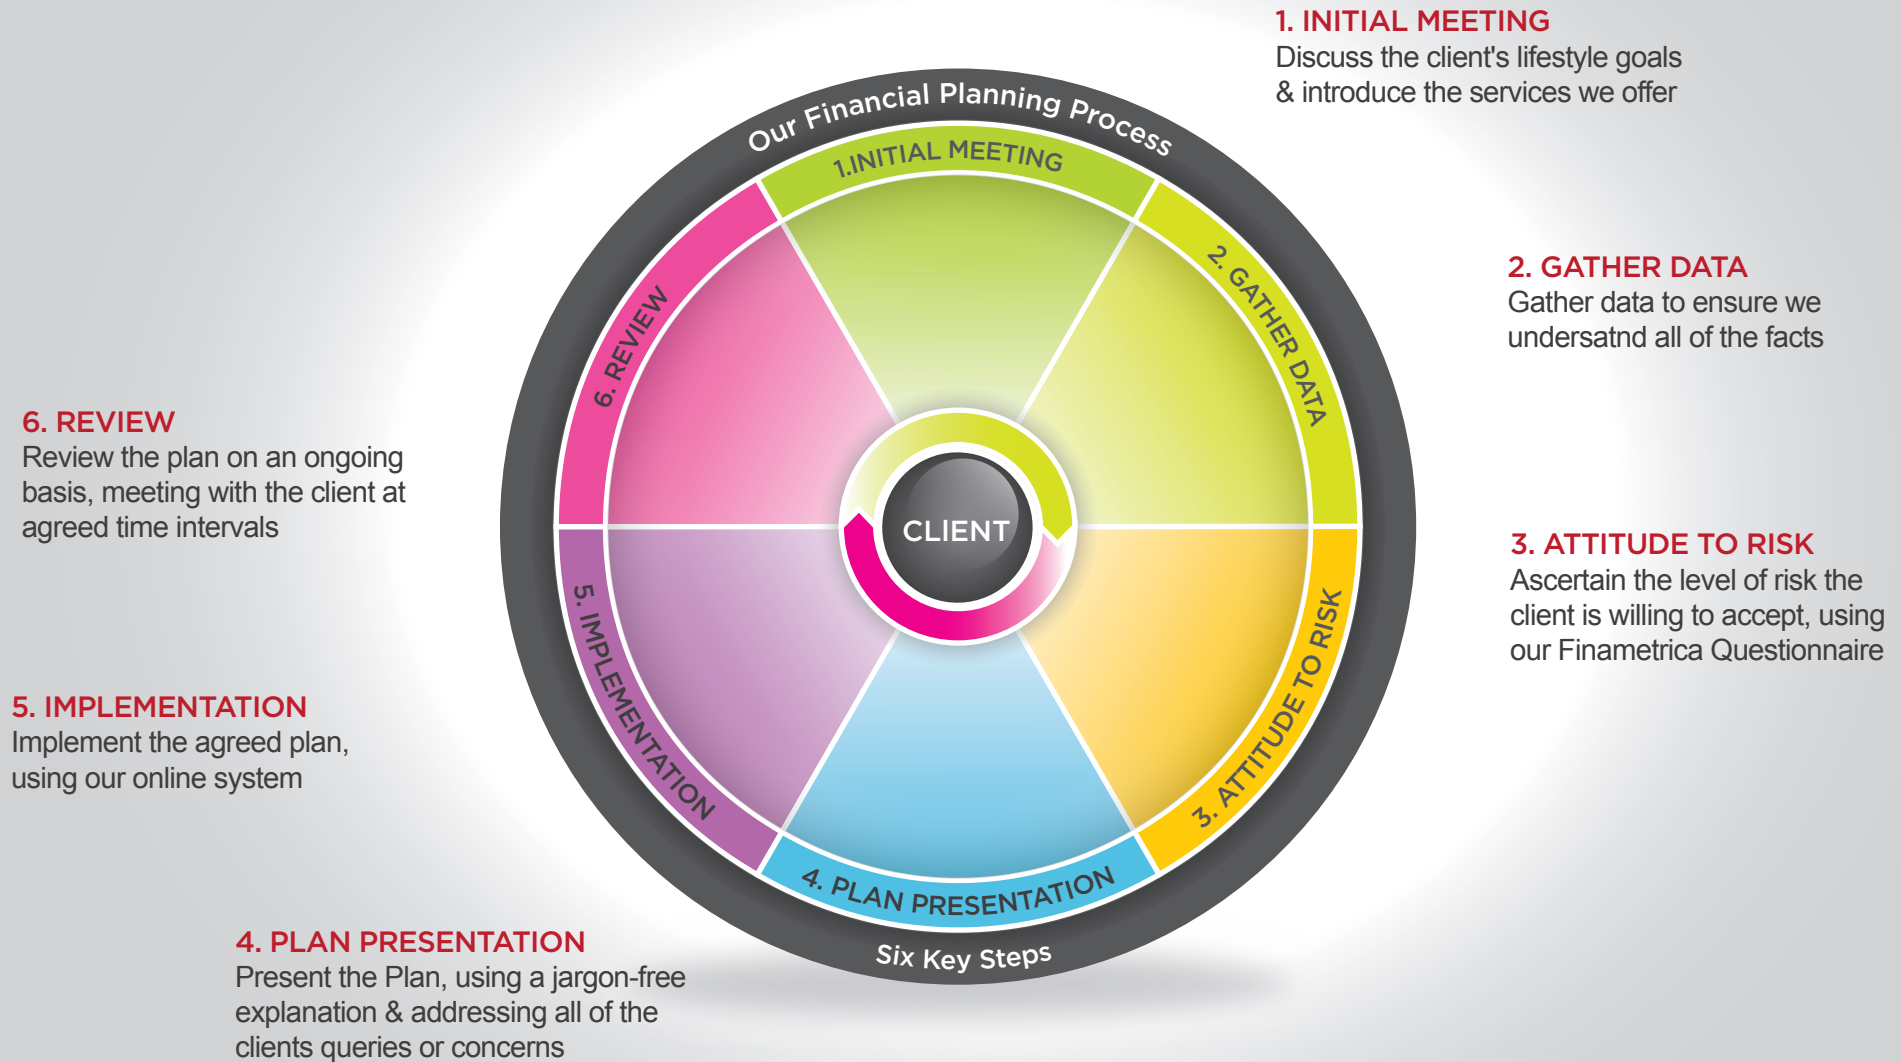 Our Financial Planning Process
1.INITIAL MEETING
2. GATHER DATA
3. ATTITUDE TO RISK
4. PLAN PRESENTATION
5. IMPLEMENTATION
6. REVIEW
CLIENT
Six Key Steps
1. INITIAL MEETING
Discuss the client's lifestyle goals
& introduce the services we offer
2. GATHER DATA
Gather data to ensure we
undersatnd all of the facts
3. ATTITUDE TO RISK
Ascertain the level of risk the
client is willing to accept, using
our Finametrica Questionnaire
4. PLAN PRESENTATION
Present the Plan, using a jargon-free
explanation & addressing all of the
clients queries or concerns
5. IMPLEMENTATION
Implement the agreed plan,
using our online system
6. REVIEW
Review the plan on an ongoing
basis, meeting with the client at
agreed time intervals